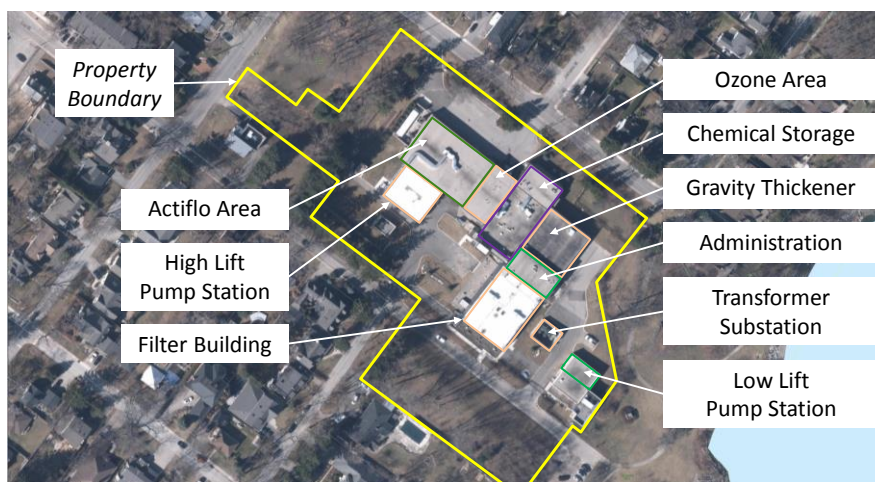 Property
Boundary
Actiflo Area
High Lift
Pump Station
Filter Building
Ozone Area
Chemical Storage
Gravity Thickener
Administration
Transformer
Substation
Low Lift
Pump Station